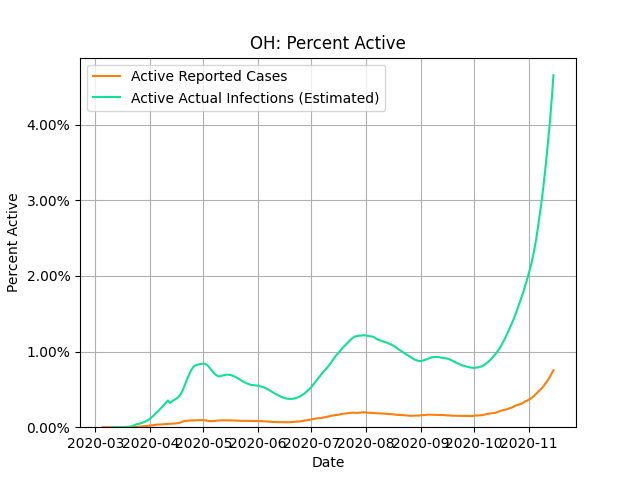 OH: Percent Active
Active Reported Cases
Active Actual Infections (Estimated)
4.00%
3.00%
2.00%
1.00%
0.00%
Percent Active
2020-03 2020-04 2020-05 2020-06 2020-07 2020-08 2020-09 2020-10 2020-11
Date